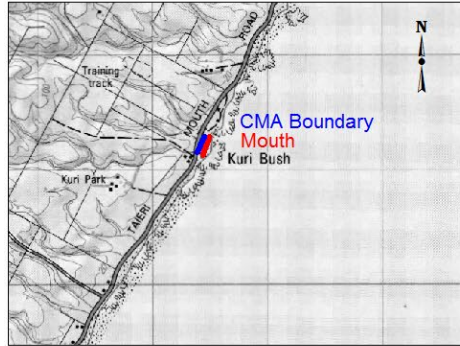 N
ROAD
Training
track
MOUTH
CMA Boundary
Mouth
Kuri Bush
Kuri Park
TAIERI